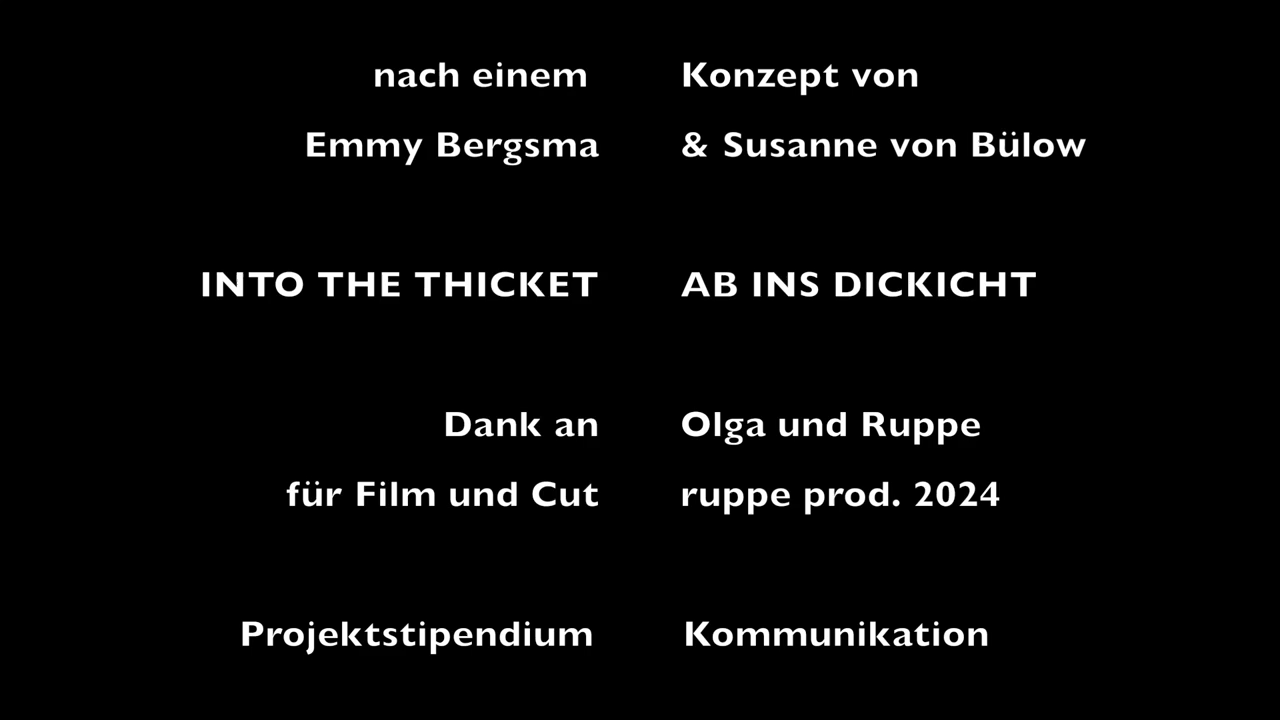 nach einem Konzept von
Emmy Bergsma & Susanne von Bülow
INTO THE THICKET AB INS DICKICHT
Dank an Olga und Ruppe
für Film und Cut ruppe prod. 2024
Projektstipendium Kommunikation